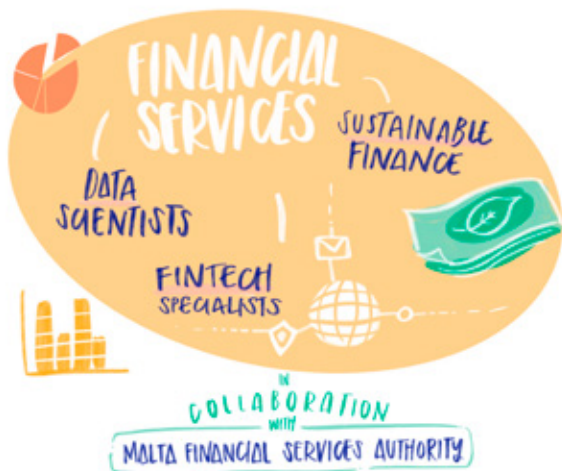 FINANCIAL
SERVICES
SUSTAINABLE
FINANCE
DATA
SCIENTISTS
FINTECH
SPECIALISTS
IN
COLLABORATION
WITH
MALTA FINANCIAL SERVICES AUTHORITY